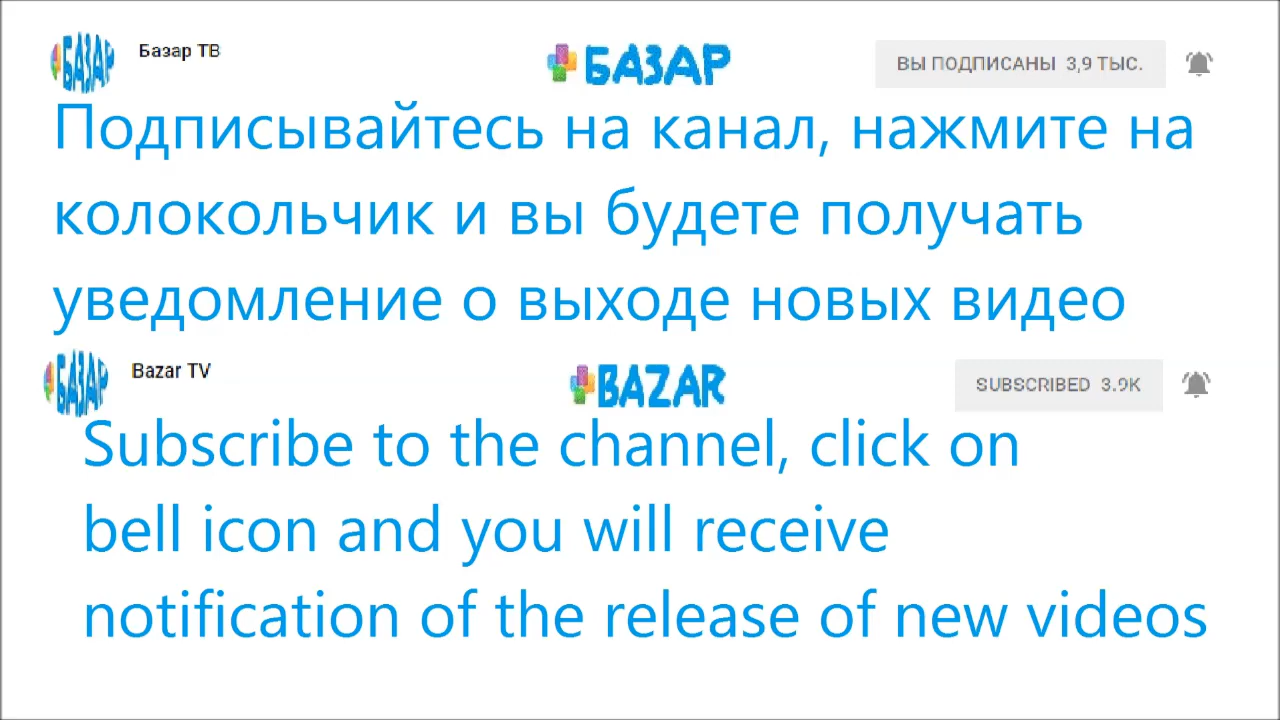 БАЗАР Базар ТВ БАЗАР ВЫ ПОДПИСАНЫ 3,9 ТЫС.
Подписывайтесь на канал, нажмите на
колокольчик и вы будете получать
уведомление о выходе новых видео
БАЗАР Bazar TV BAZAR SUBSCRIBED 3.9K
Subscribe to the channel, click on
bell icon and you will receive
notification of the release of new videos